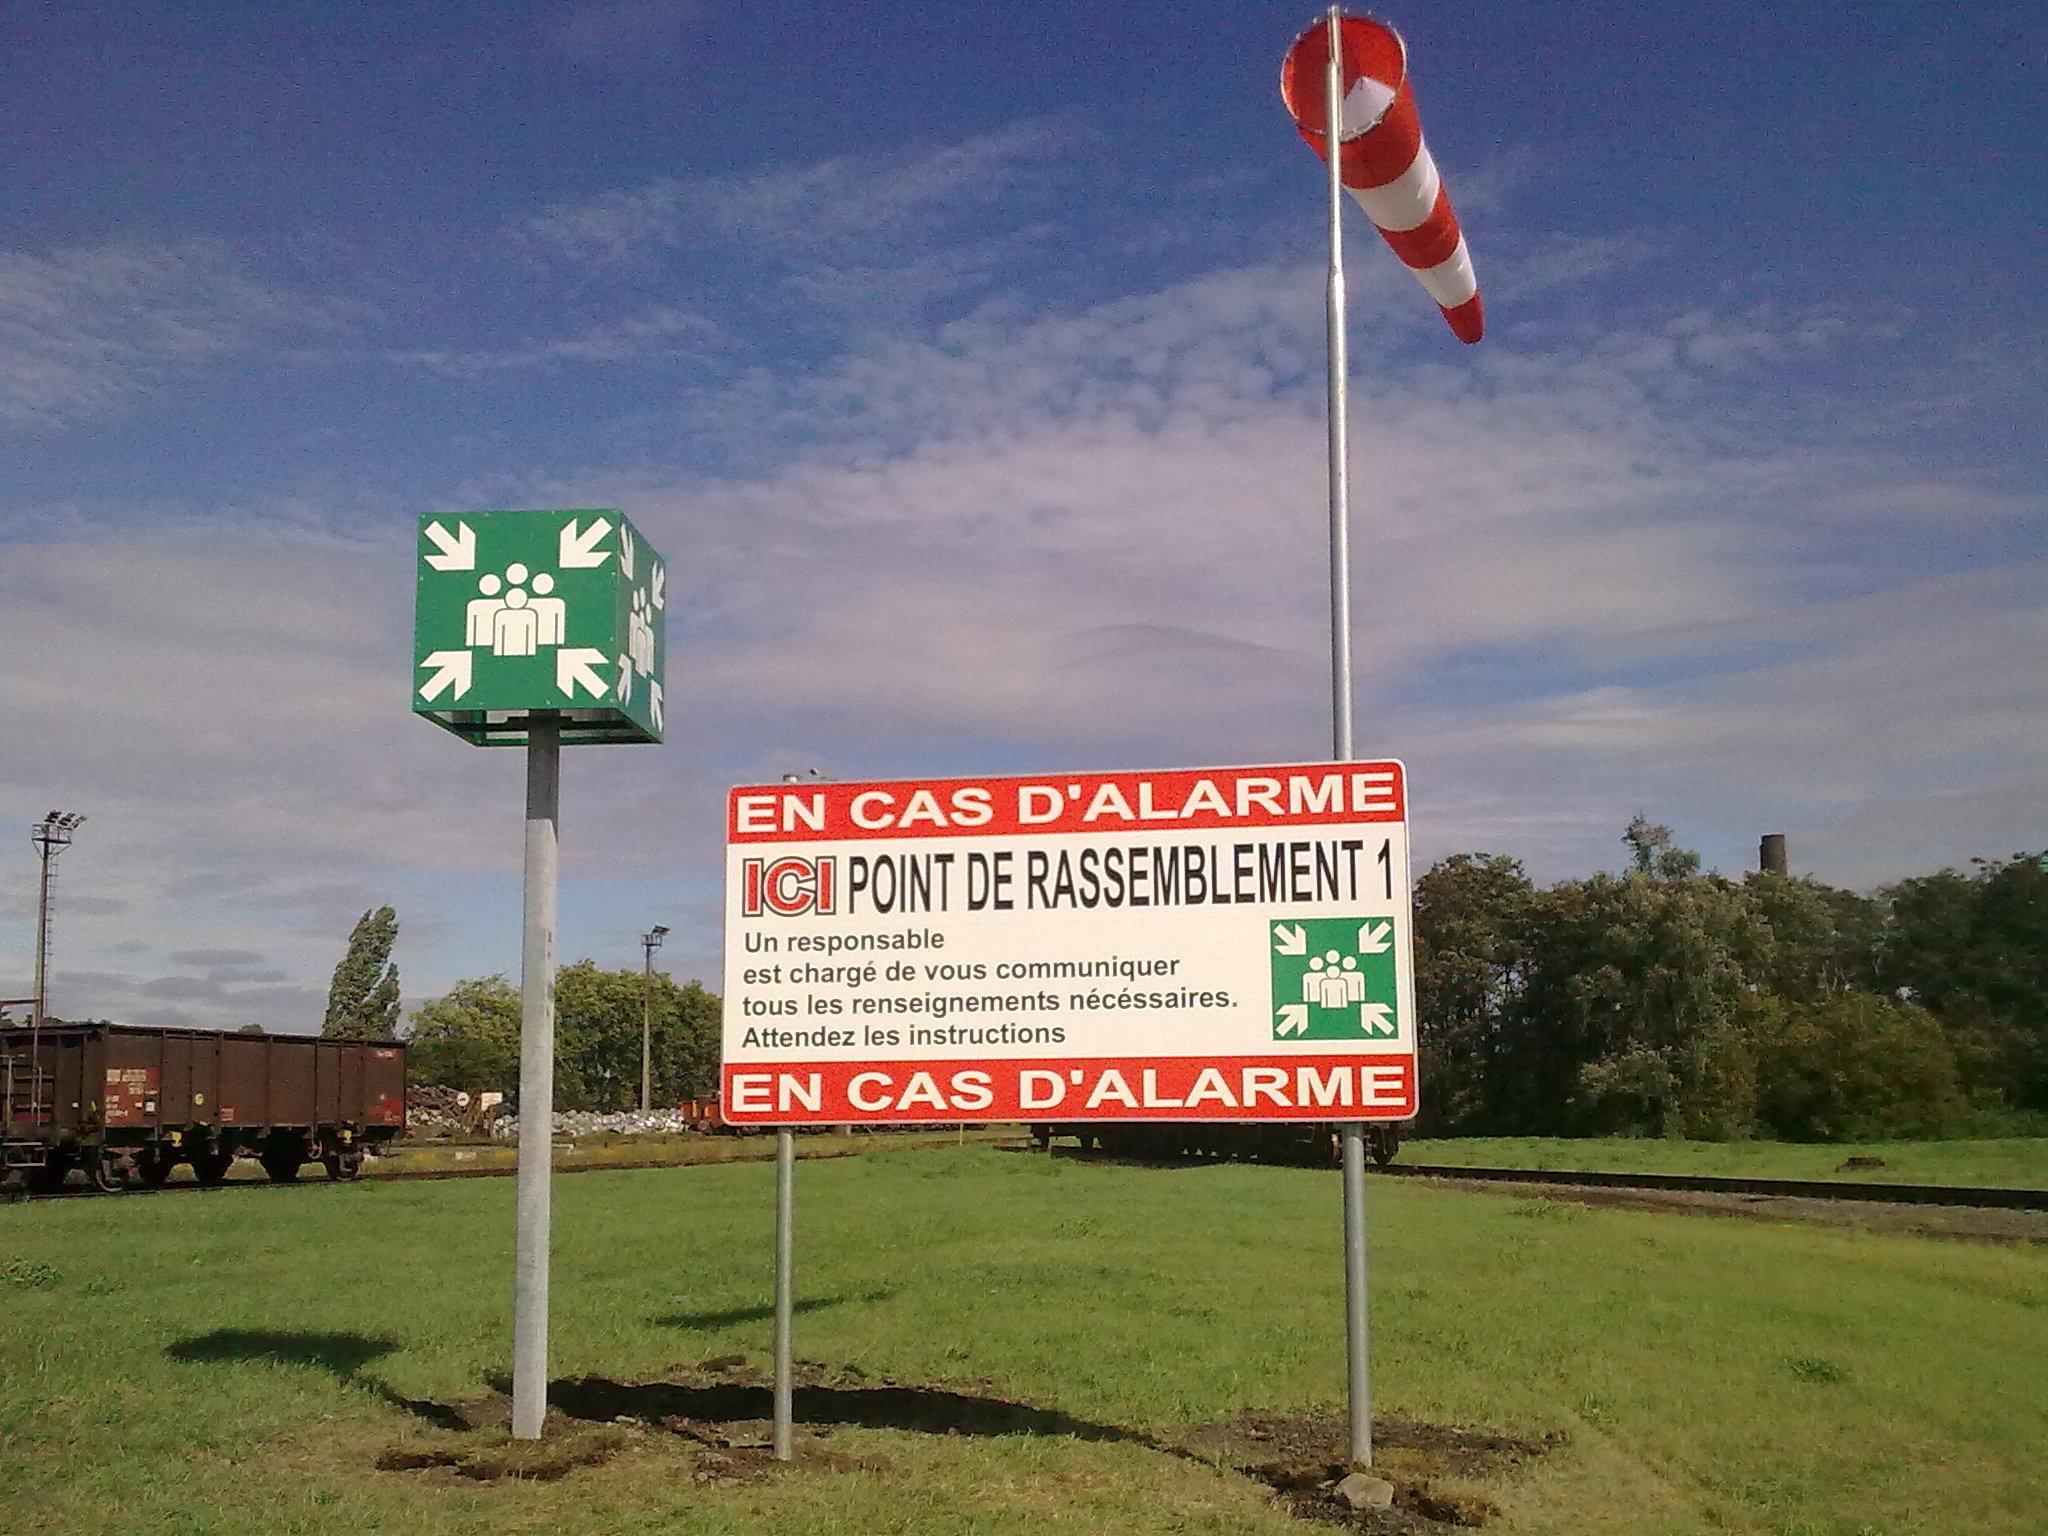 EN CAS D'ALARME
ICI POINT DE RASSEMBLEMENT 1
Un responsable
est chargé de vous communiquer
tous les renseignements nécéssaires.
Attendez les instructions
EN CAS D'ALARME